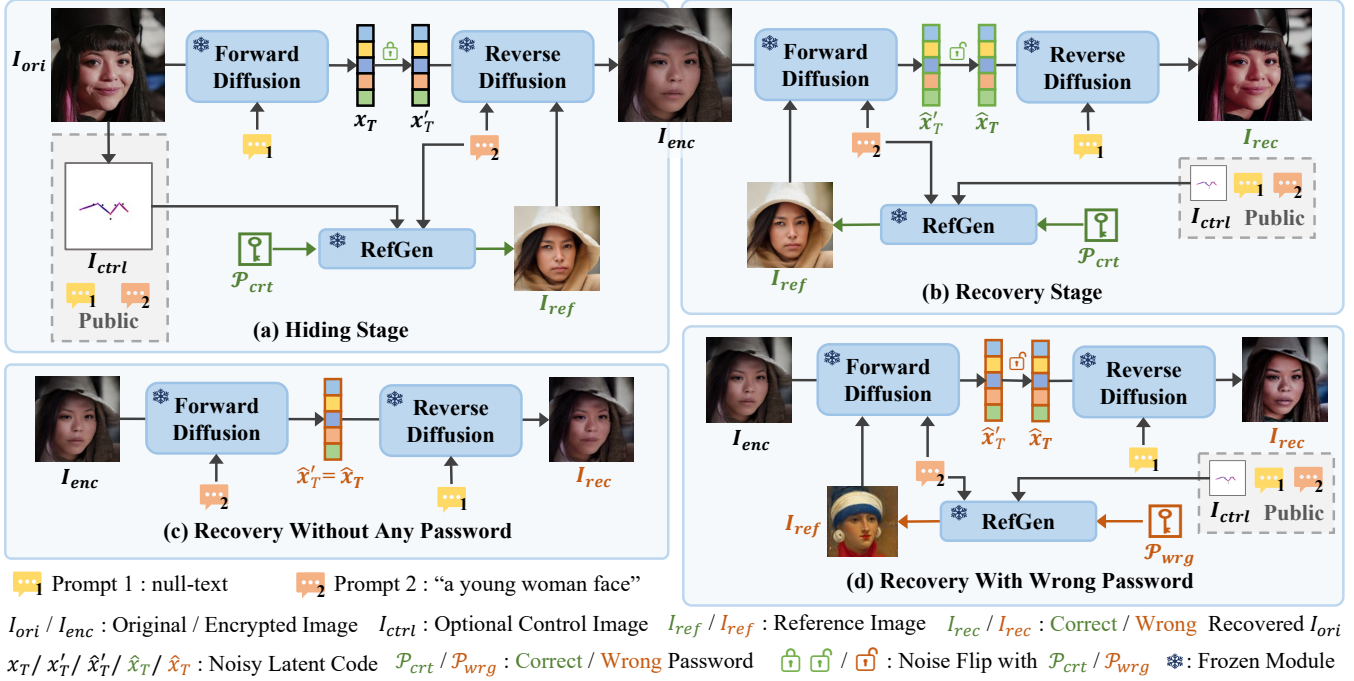 I_ori
Forward Diffusion
x_T
x'_T
Reverse Diffusion
I_enc
1
2
I_ctrl
1 2
Public
P_crt
RefGen
I_ref
(a) Hiding Stage
Forward Diffusion
x̂'_T
x̂_T
Reverse Diffusion
I_rec
2
1
I_ref
RefGen
P_crt
I_ctrl
1 2
Public
(b) Recovery Stage
I_enc
Forward Diffusion
x̂'_T = x̂_T
Reverse Diffusion
I_rec
2
1
(c) Recovery Without Any Password
I_enc
Forward Diffusion
x̂'_T
x̂_T
Reverse Diffusion
I_rec
2
1
I_ref
RefGen
P_wrg
I_ctrl
1 2
Public
(d) Recovery With Wrong Password
1 Prompt 1 : null-text 2 Prompt 2 : “a young woman face”
I_ori / I_enc : Original / Encrypted Image I_ctrl : Optional Control Image I_ref / I_ref : Reference Image I_rec / I_rec : Correct / Wrong Recovered I_ori
x_T / x'_T / x̂'_T / x̂_T / x̂_T : Noisy Latent Code P_crt / P_wrg : Correct / Wrong Password / : Noise Flip with P_crt / P_wrg : Frozen Module